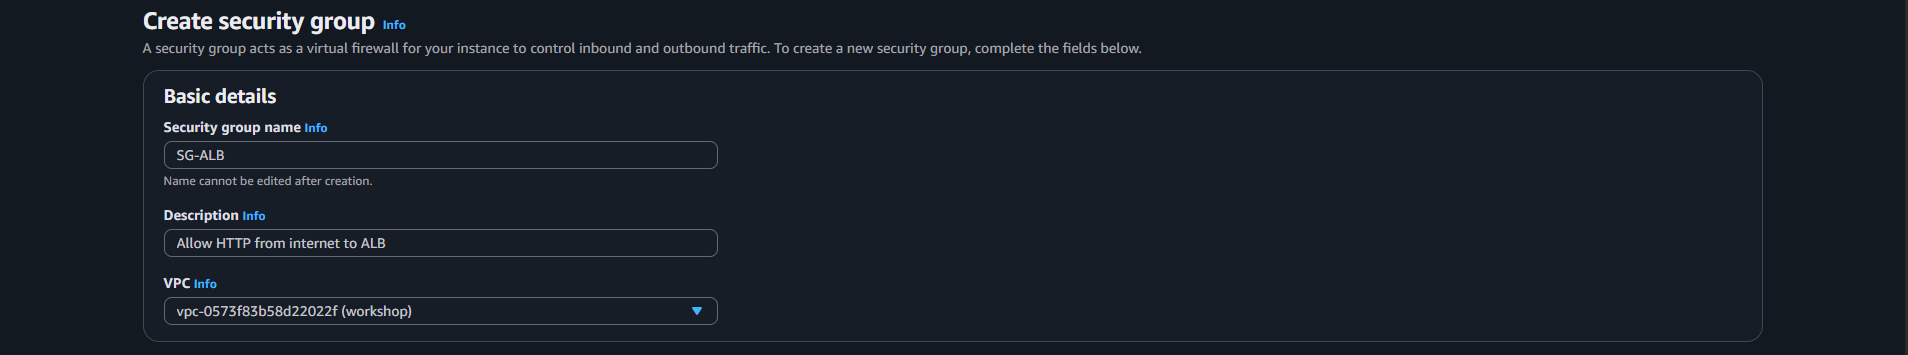 Create security group Info
A security group acts as a virtual firewall for your instance to control inbound and outbound traffic. To create a new security group, complete the fields below.
Basic details
Security group name Info
SG-ALB
Name cannot be edited after creation.
Description Info
Allow HTTP from internet to ALB
VPC Info
vpc-0573f83b58d22022f (workshop)